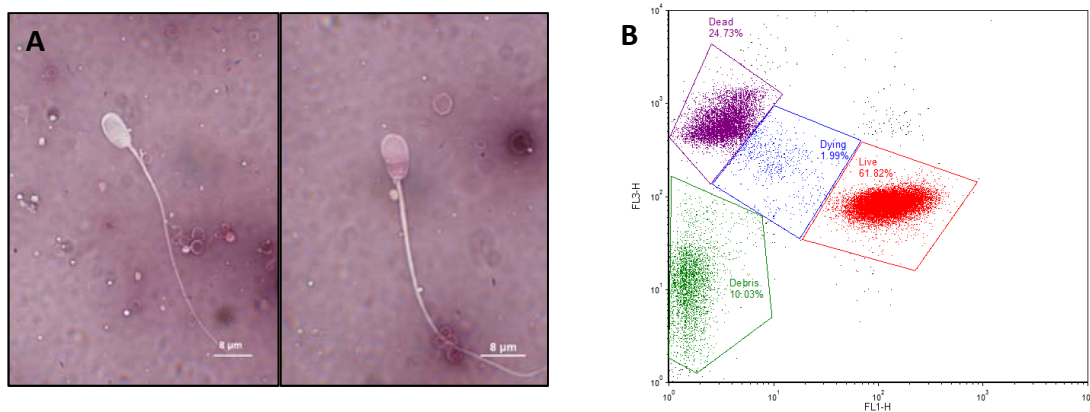 A
8 µm
8 µm
B
10⁴
10³
10²
10¹
10⁰
FL3-H
Dead
24.73%
Dying
1.99%
Live
61.82%
Debris
10.03%
10⁰
10¹
10²
10³
10
FL1-H